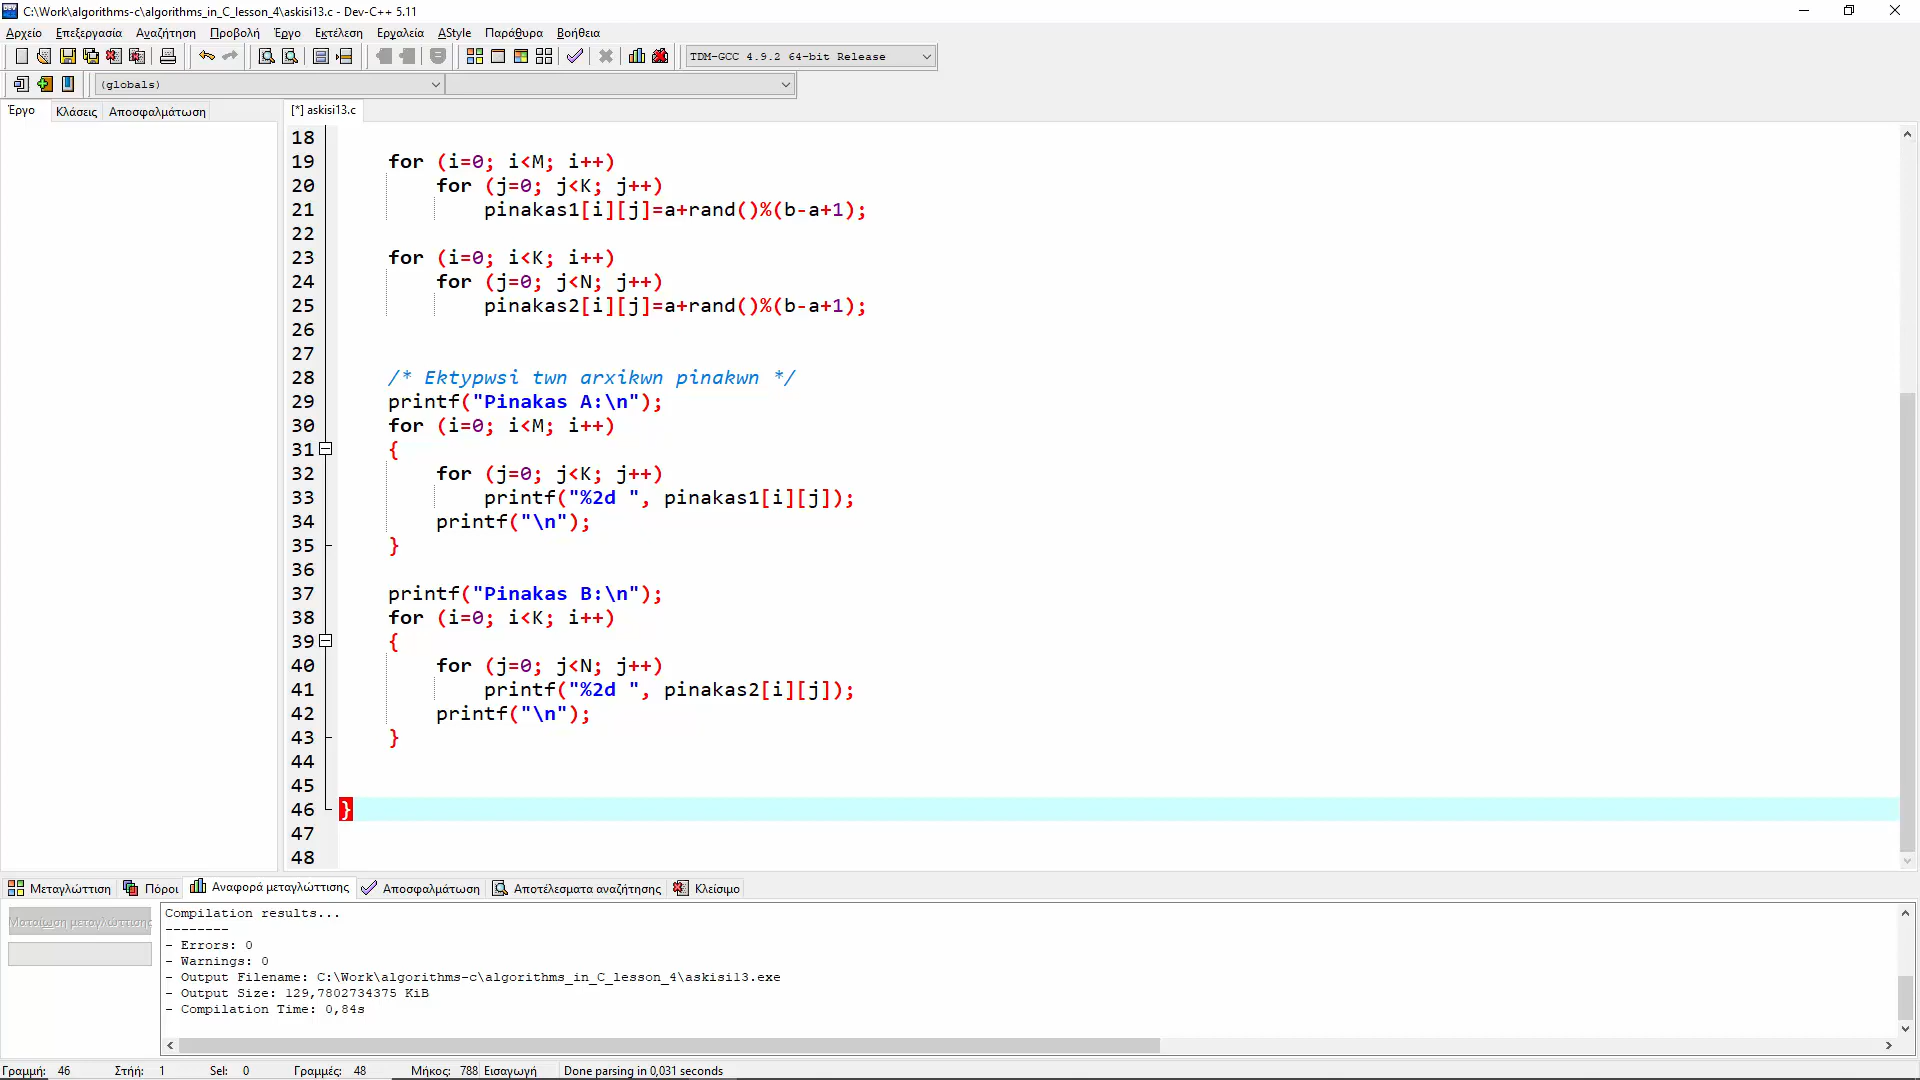 C:\Work\algorithms-c\algorithms_in_C_lesson_4\askisi13.c - Dev-C++ 5.11
Αρχείο Επεξεργασία Αναζήτηση Προβολή Έργο Εκτέλεση Εργαλεία AStyle Παράθυρα Βοήθεια
TDM-GCC 4.9.2 64-bit Release
(globals)
Έργο Κλάσεις Αποσφαλμάτωση
[*] askisi13.c
18
19 for (i=0; i<M; i++)
20 for (j=0; j<K; j++)
21 pinakas1[i][j]=a+rand()%(b-a+1);
22
23 for (i=0; i<K; i++)
24 for (j=0; j<N; j++)
25 pinakas2[i][j]=a+rand()%(b-a+1);
26
27
28 /* Ektypwsi twn arxikwn pinakwn */
29 printf("Pinakas A:\n");
30 for (i=0; i<M; i++)
31 {
32 for (j=0; j<K; j++)
33 printf("%2d ", pinakas1[i][j]);
34 printf("\n");
35 }
36
37 printf("Pinakas B:\n");
38 for (i=0; i<K; i++)
39 {
40 for (j=0; j<N; j++)
41 printf("%2d ", pinakas2[i][j]);
42 printf("\n");
43 }
44
45
46 }
47
48
Μεταγλώττιση Πόροι Αναφορά μεταγλώττισης Αποσφαλμάτωση Αποτέλεσματα αναζήτησης Κλείσιμο
Ματαίωση μεταγλώττισης
Compilation results...
--------
- Errors: 0
- Warnings: 0
- Output Filename: C:\Work\algorithms-c\algorithms_in_C_lesson_4\askisi13.exe
- Output Size: 129,7802734375 KiB
- Compilation Time: 0,84s
Γραμμή: 46 Στήή: 1 Sel: 0 Γραμμές: 48 Μήκος: 788 Εισαγωγή Done parsing in 0,031 seconds